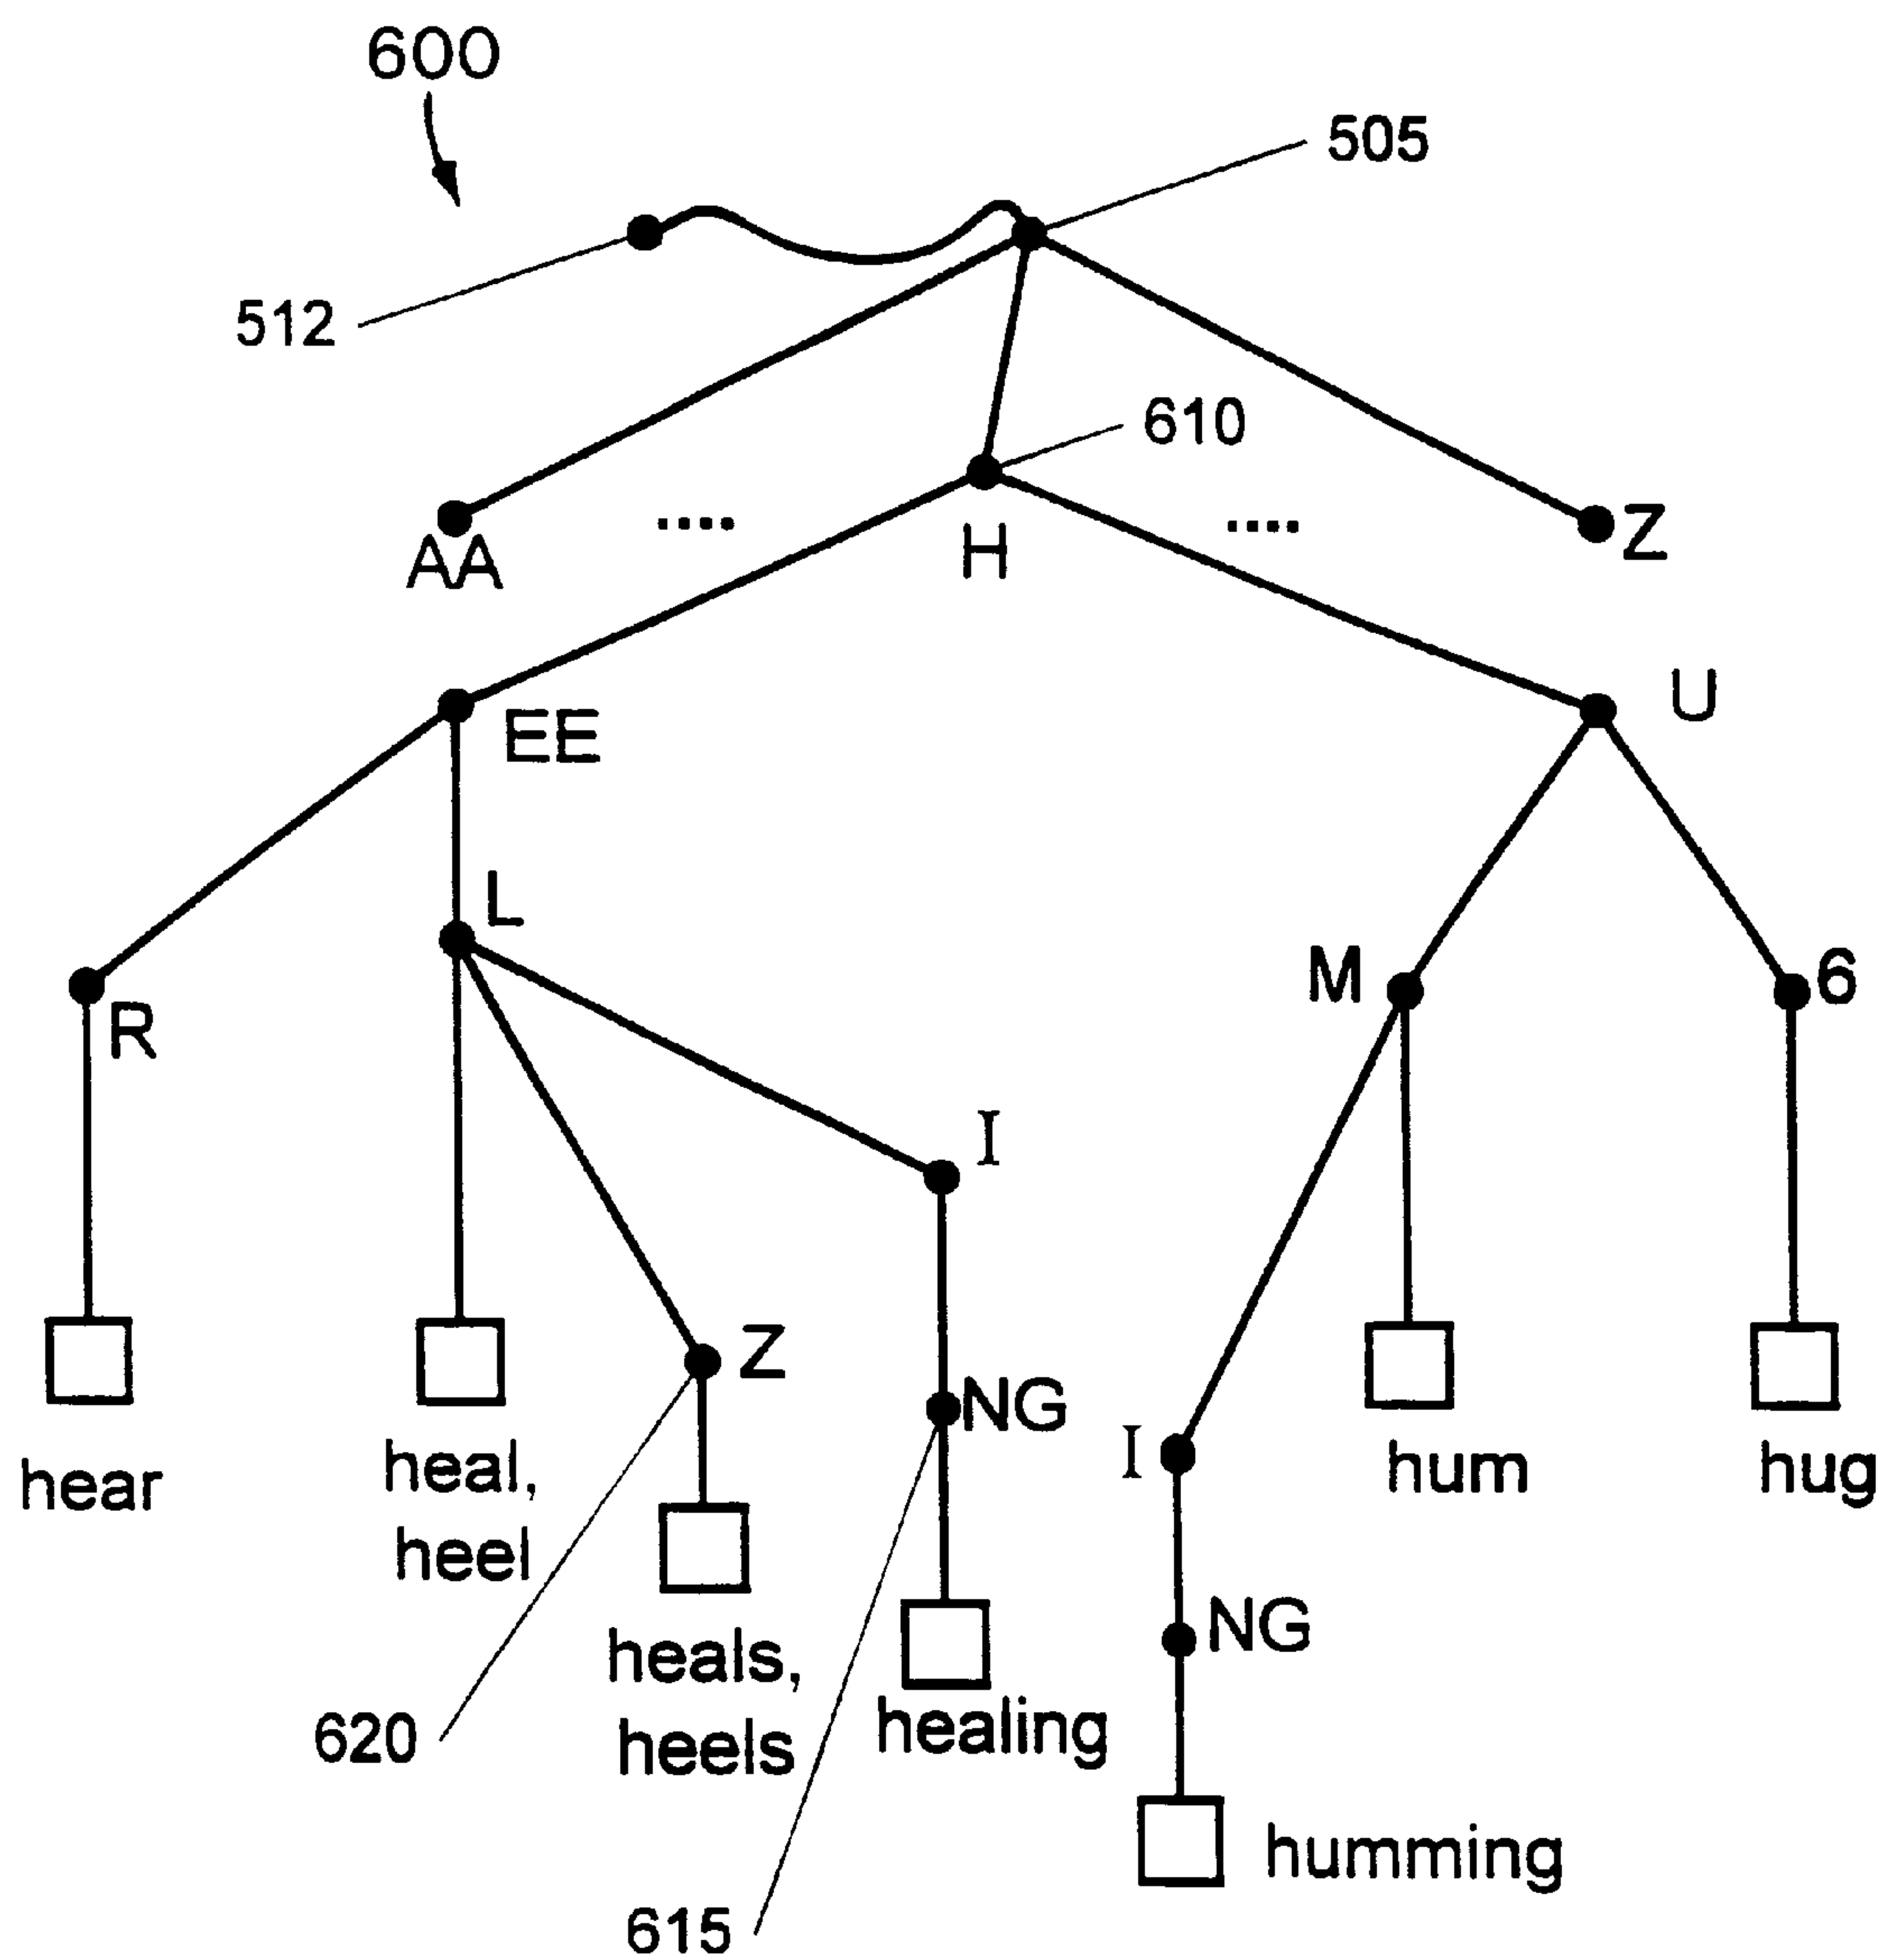 600
505
512
610
AA
....
H
....
Z
EE
U
L
R
M
6
I
Z
NG
I
hear
heal,
heel
hum
hug
NG
heals,
heels
healing
620
humming
615